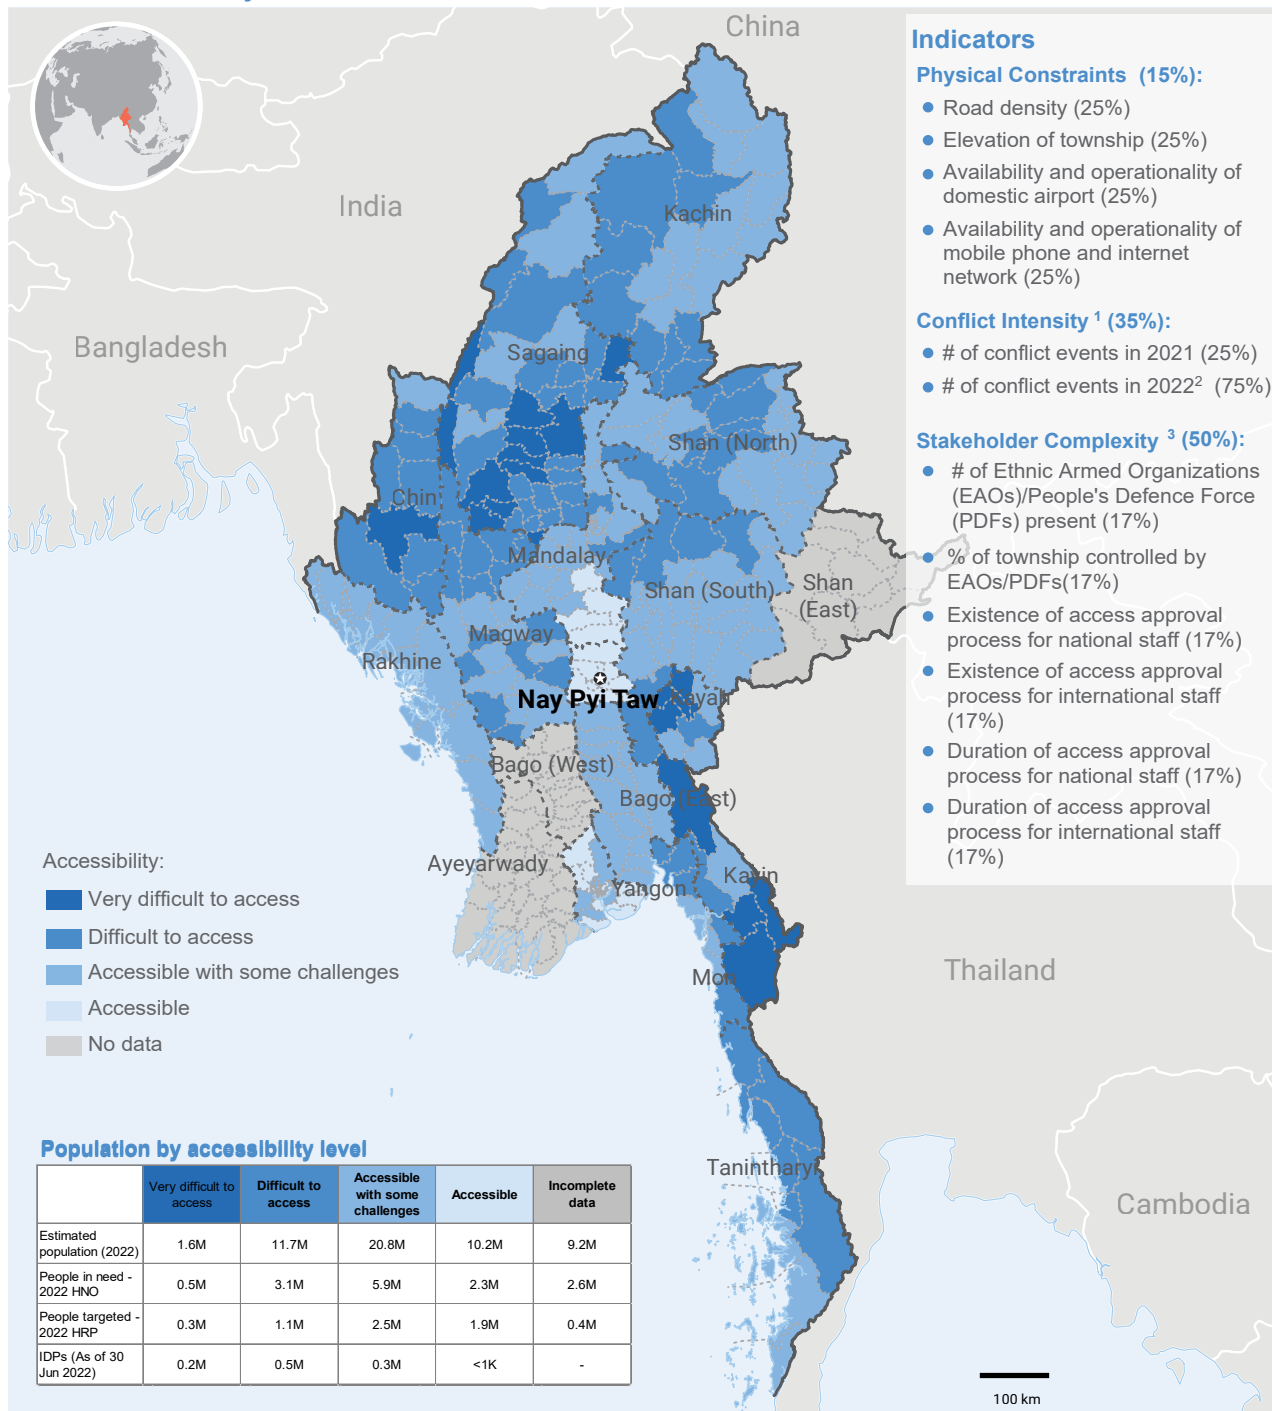 China
India
Bangladesh
Thailand
Cambodia
Kachin
Sagaing
Shan (North)
Chin
Mandalay
Shan (South)
Shan
(East)
Magway
Rakhine
Nay Pyi Taw
Kayah
Bago (West)
Bago (East)
Ayeyarwady
Yangon
Kayin
Mon
Tanintharyi
Indicators
Physical Constraints (15%):
Road density (25%)
Elevation of township (25%)
Availability and operationality of
domestic airport (25%)
Availability and operationality of
mobile phone and internet
network (25%)
Conflict Intensity 1 (35%):
# of conflict events in 2021 (25%)
# of conflict events in 2022 2 (75%)
Stakeholder Complexity 3 (50%):
# of Ethnic Armed Organizations
(EAOs)/People's Defence Force
(PDFs) present (17%)
% of township controlled by
EAOs/PDFs(17%)
Existence of access approval
process for national staff (17%)
Existence of access approval
process for international staff
(17%)
Duration of access approval
process for national staff (17%)
Duration of access approval
process for international staff
(17%)
Accessibility:
Very difficult to access
Difficult to access
Accessible with some challenges
Accessible
No data
Population by accessibility level
Very difficult to access Difficult to access Accessible with some challenges Accessible Incomplete data
Estimated population (2022) 1.6M 11.7M 20.8M 10.2M 9.2M
People in need - 2022 HNO 0.5M 3.1M 5.9M 2.3M 2.6M
People targeted - 2022 HRP 0.3M 1.1M 2.5M 1.9M 0.4M
IDPs (As of 30 Jun 2022) 0.2M 0.5M 0.3M <1K -
100 km